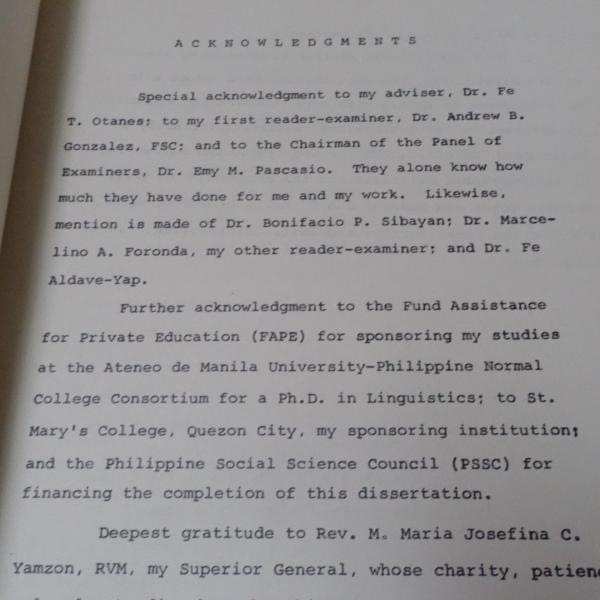 ACKNOWLEDGMENTS
Special acknowledgment to my adviser, Dr. Fe
T. Otanes; to my first reader-examiner, Dr. Andrew B.
Gonzalez, FSC; and to the Chairman of the Panel of
Examiners, Dr. Emy M. Pascasio. They alone know how
much they have done for me and my work. Likewise,
mention is made of Dr. Bonifacio P. Sibayan; Dr. Marce-
lino A. Foronda, my other reader-examiner; and Dr. Fe
Aldave-Yap.
Further acknowledgment to the Fund Assistance
for Private Education (FAPE) for sponsoring my studies
at the Ateneo de Manila University-Philippine Normal
College Consortium for a Ph.D. in Linguistics; to St.
Mary's College, Quezon City, my sponsoring institution;
and the Philippine Social Science Council (PSSC) for
financing the completion of this dissertation.
Deepest gratitude to Rev. M. Maria Josefina C.
Yamzon, RVM, my Superior General, whose charity, patien